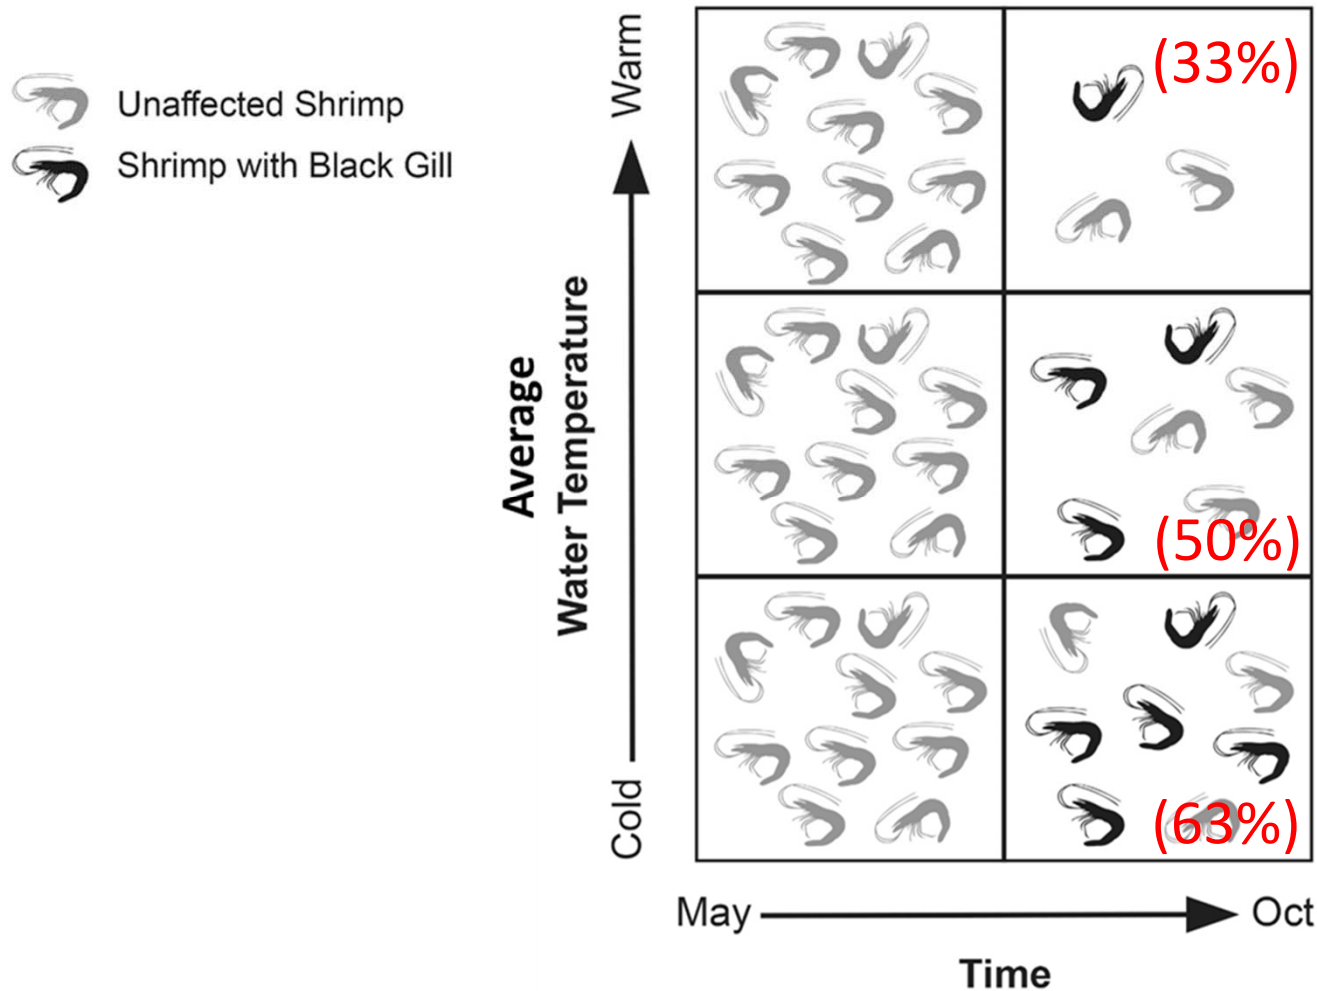 Unaffected Shrimp
Shrimp with Black Gill
Warm
Average
Water Temperature
Cold
(33%)
(50%)
(63%)
May
Oct
Time